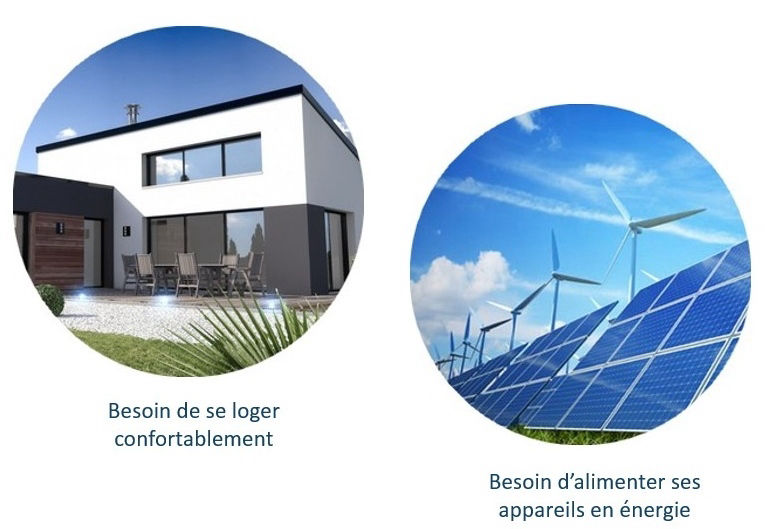 Besoin de se loger
confortablement
Besoin d’alimenter ses
appareils en énergie